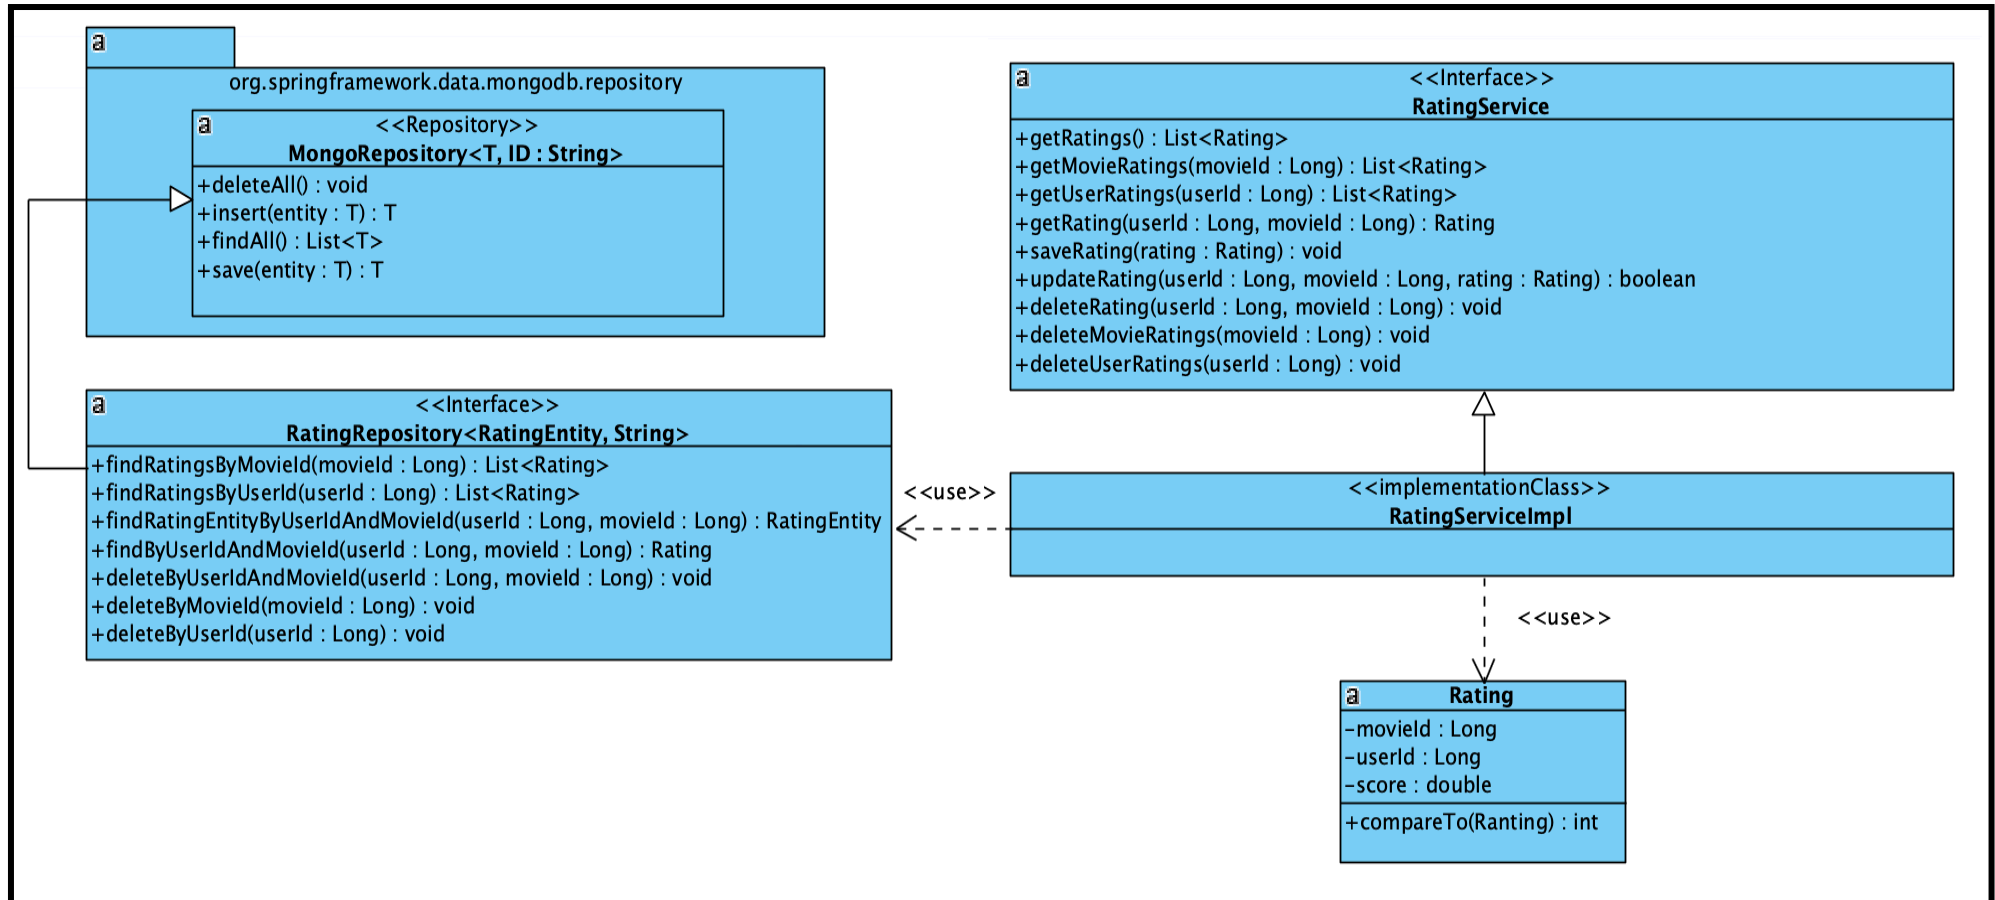 a
org.springframework.data.mongodb.repository
a
<<Repository>>
MongoRepository<T, ID : String>
+deleteAll() : void
+insert(entity : T) : T
+findAll() : List<T>
+save(entity : T) : T
a
<<Interface>>
RatingService
+getRatings() : List<Rating>
+getMovieRatings(movieId : Long) : List<Rating>
+getUserRatings(userId : Long) : List<Rating>
+getRating(userId : Long, movieId : Long) : Rating
+saveRating(rating : Rating) : void
+updateRating(userId : Long, movieId : Long, rating : Rating) : boolean
+deleteRating(userId : Long, movieId : Long) : void
+deleteMovieRatings(movieId : Long) : void
+deleteUserRatings(userId : Long) : void
a
<<Interface>>
RatingRepository<RatingEntity, String>
+findRatingsByMovieId(movieId : Long) : List<Rating>
+findRatingsByUserId(userId : Long) : List<Rating>
+findRatingEntityByUserIdAndMovieId(userId : Long, movieId : Long) : RatingEntity
+findByUserIdAndMovieId(userId : Long, movieId : Long) : Rating
+deleteByUserIdAndMovieId(userId : Long, movieId : Long) : void
+deleteByMovieId(movieId : Long) : void
+deleteByUserId(userId : Long) : void
<<use>>
<<implementationClass>>
RatingServiceImpl
<<use>>
a
Rating
-movieId : Long
-userId : Long
-score : double
+compareTo(Ranting) : int